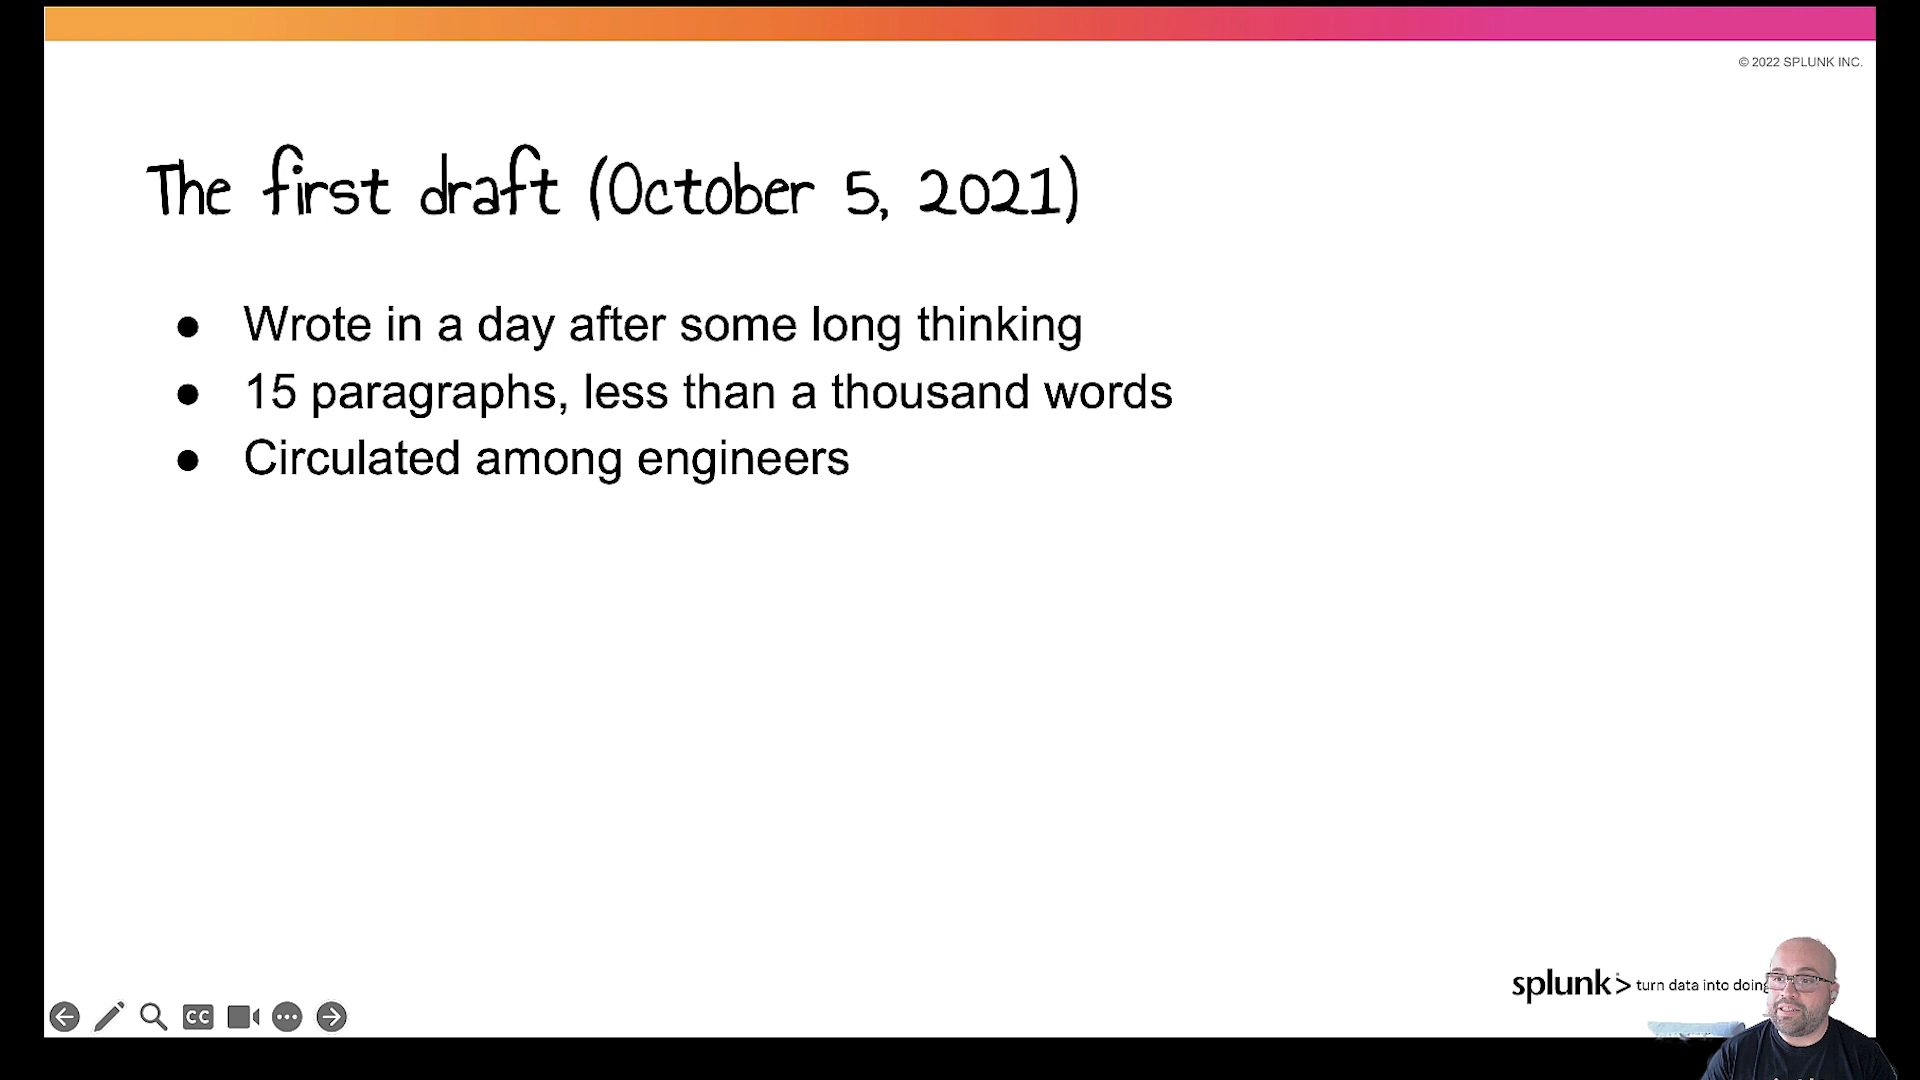 © 2022 SPLUNK INC.
The first draft (October 5, 2021)
● Wrote in a day after some long thinking
● 15 paragraphs, less than a thousand words
● Circulated among engineers
splunk> turn data into doing
CC